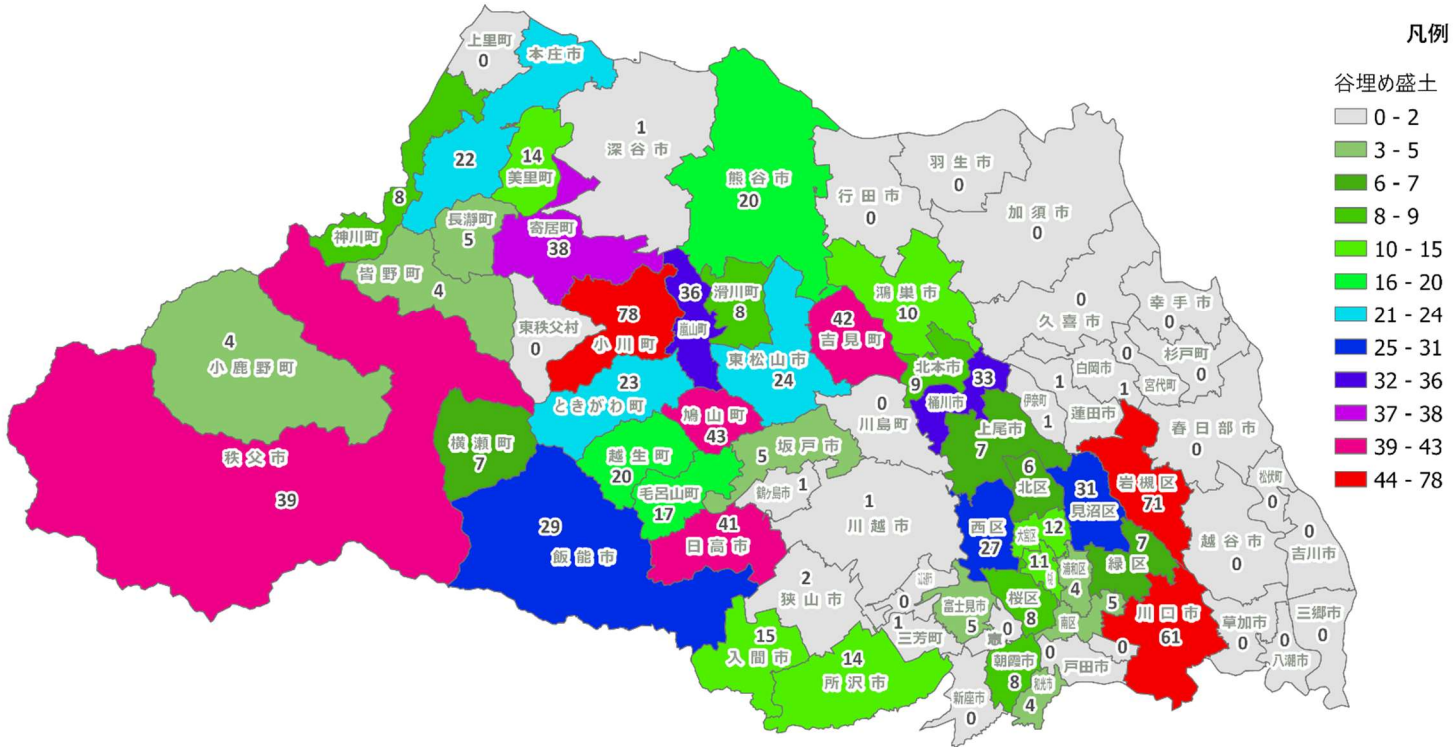 凡例
谷埋め盛土
0 - 2
3 - 5
6 - 7
8 - 9
10 - 15
16 - 20
21 - 24
25 - 31
32 - 36
37 - 38
39 - 43
44 - 78
上里町
0
本庄市
22
14
美里町
1
深谷市
熊谷市
20
行田市
0
羽生市
0
加須市
0
8
神川町
長瀞町
5
寄居町
38
皆野町
4
東秩父村
0
78
小川町
36
嵐山町
滑川町
8
42
吉見町
鴻巣市
10
0
久喜市
幸手市
0
4
小鹿野町
23
ときがわ町
東松山市
24
北本市
9
33
桶川市
0
白岡市
杉戸町
0
宮代町
1
1
伊奈町
1
蓮田市
春日部市
0
秩父市
39
横瀬町
7
鳩山町
43
越生町
20
毛呂山町
17
5
坂戸市
0
川島町
上尾市
7
6
北区
31
見沼区
岩槻区
71
松伏町
0
29
飯能市
41
日高市
鶴ヶ島市
1
1
川越市
西区
27
大宮区
12
11
浦和区
4
7
緑区
越谷市
0
0
吉川市
2
狭山市
0
1
三芳町
富士見市
5
桜区
8
0
南区
5
川口市
61
草加市
0
0
八潮市
三郷市
0
15
入間市
14
所沢市
新座市
0
朝霞市
8
和光市
4
0
戸田市
0